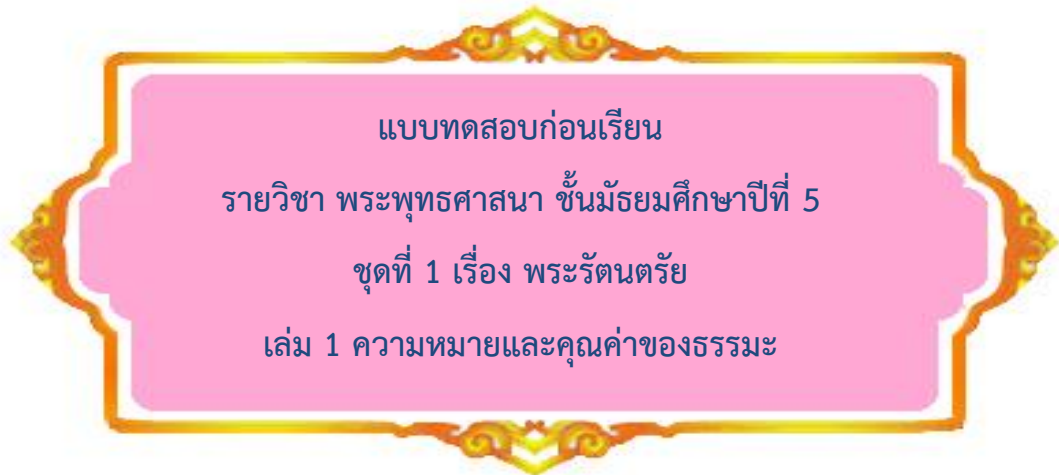 แบบทดสอบก่อนเรียน
รายวิชา พระพุทธศาสนา ชั้นมัธยมศึกษาปีที่ 5
ชุดที่ 1 เรื่อง พระรัตนตรัย
เล่ม 1 ความหมายและคุณค่าของธรรมะ